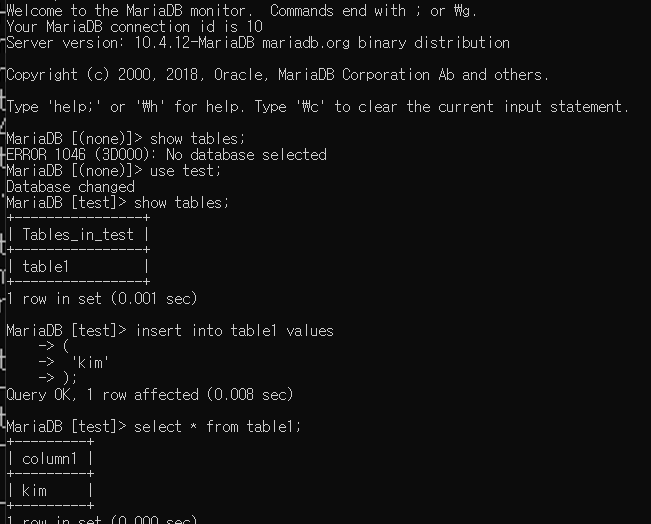 Welcome to the MariaDB monitor.  Commands end with ; or ₩g.
Your MariaDB connection id is 10
Server version: 10.4.12-MariaDB mariadb.org binary distribution
Copyright (c) 2000, 2018, Oracle, MariaDB Corporation Ab and others.
Type 'help;' or '₩h' for help. Type '₩c' to clear the current input statement.
MariaDB [(none)]> show tables;
ERROR 1046 (3D000): No database selected
MariaDB [(none)]> use test;
Database changed
MariaDB [test]> show tables;
+----------------+
| Tables_in_test |
+----------------+
| table1         |
+----------------+
1 row in set (0.001 sec)
MariaDB [test]> insert into table1 values
    -> (
    ->  'kim'
    -> );
Query OK, 1 row affected (0.008 sec)
MariaDB [test]> select * from table1;
+---------+
| column1 |
+---------+
| kim     |
+---------+
1 row in set (0.000 sec)